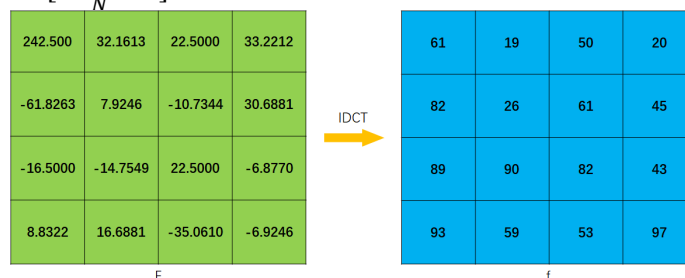 N
242.500 32.1613 22.5000 33.2212
-61.8263 7.9246 -10.7344 30.6881
-16.5000 -14.7549 22.5000 -6.8770
8.8322 16.6881 -35.0610 -6.9246
IDCT
61 19 50 20
82 26 61 45
89 90 82 43
93 59 53 97
F
f